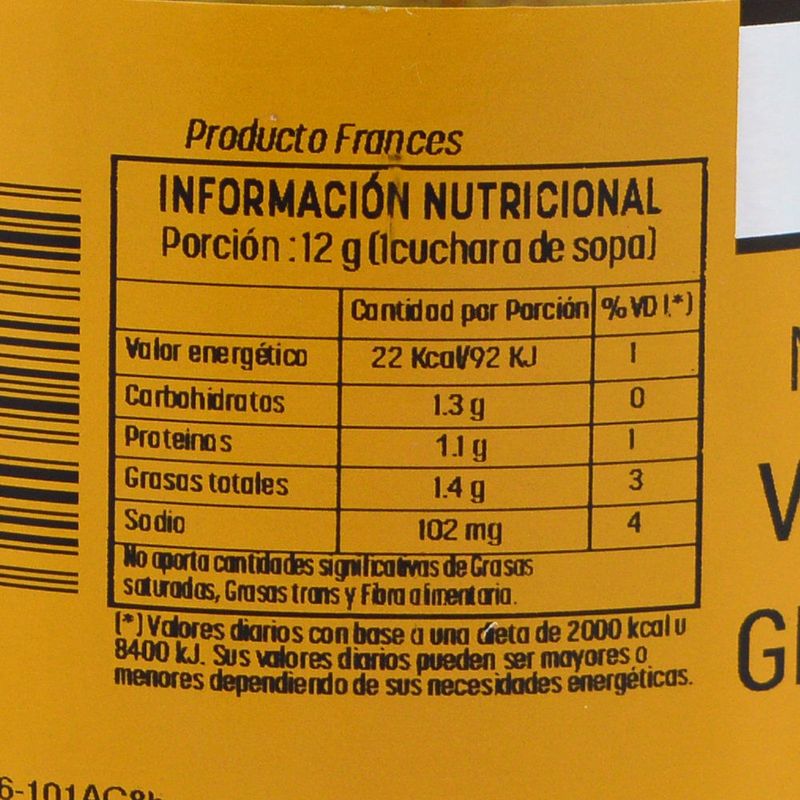 Producto Frances
INFORMACIÓN NUTRICIONAL
Porción : 12 g (1cuchara de sopa)
Cantidad por Porción % VD (*)
Valor energético 22 Kcal/92 KJ 1
Carbohidratos 1.3 g 0
Proteinas 1.1 g 1
Grasas totales 1.4 g 3
Sodio 102 mg 4
No aporta cantidades significativas de Grasas
saturadas, Grasas trans y Fibra alimentaria.
(*) Valores diarios con base a una dieta de 2000 kcal u
8400 kJ. Sus valores diarios pueden ser mayores o
menores dependiendo de sus necesidades energéticas.